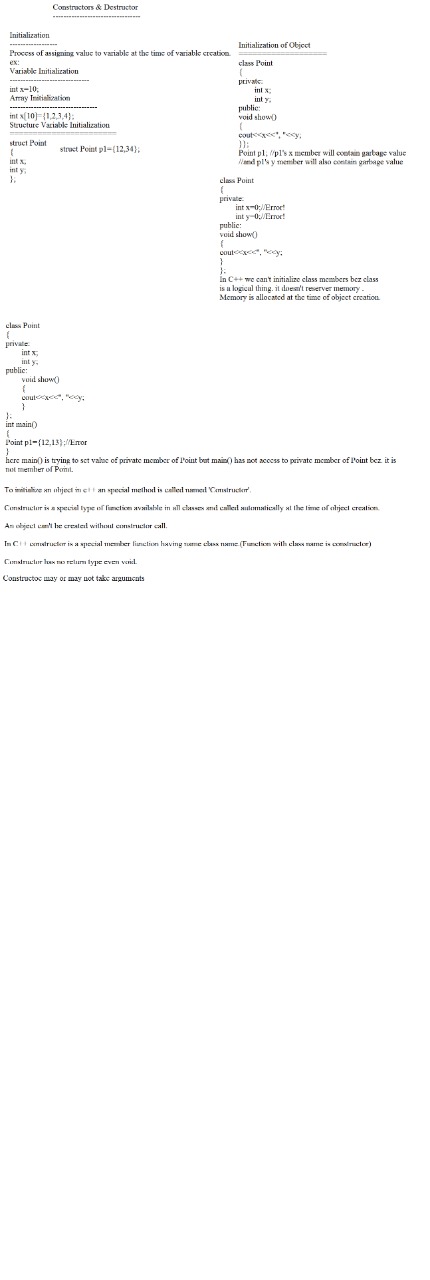 Constructors & Destructor
---------------------------------
Initialization
------------------
Process of assigning value to variable at the time of variable creation.
ex:
Variable Initialization
------------------------------
int x=10;
Array Initialization
---------------------------------
int x[10]={1,2,3,4};
Structure Variable Initialization
==========================
struct Point
{
int x;
int y;
};
struct Point p1={12,34};
Initialization of Object
=====================
class Point
{
private:
int x;
int y;
public:
void show()
{
cout<<x<<", "<<y;
}};
Point p1; //p1's x member will contain garbage value
//and p1's y member will also contain garbage value
class Point
{
private:
int x=0;//Error!
int y=0;//Error!
public:
void show()
{
cout<<x<<", "<<y;
}
};
In C++ we can't initialize class members bcz class
is a logical thing. it doesn't reserver memory .
Memory is allocated at the time of object creation.
class Point
{
private:
int x;
int y;
public:
void show()
{
cout<<x<<", "<<y;
}
};
int main()
{
Point p1={12,13};//Error
}
here main() is trying to set value of private member of Point but main() has not access to private member of Point bcz. it is
not member of Point.
To initialize an object in c++ an special method is called named 'Constructor'.
Constructor is a special type of function available in all classes and called automatically at the time of object creation.
An object can't be created without constructor call.
In C++ constructor is a special member function having name class name.(Function with class name is constructor)
Constructor has no return type even void.
Constructoc may or may not take arguments